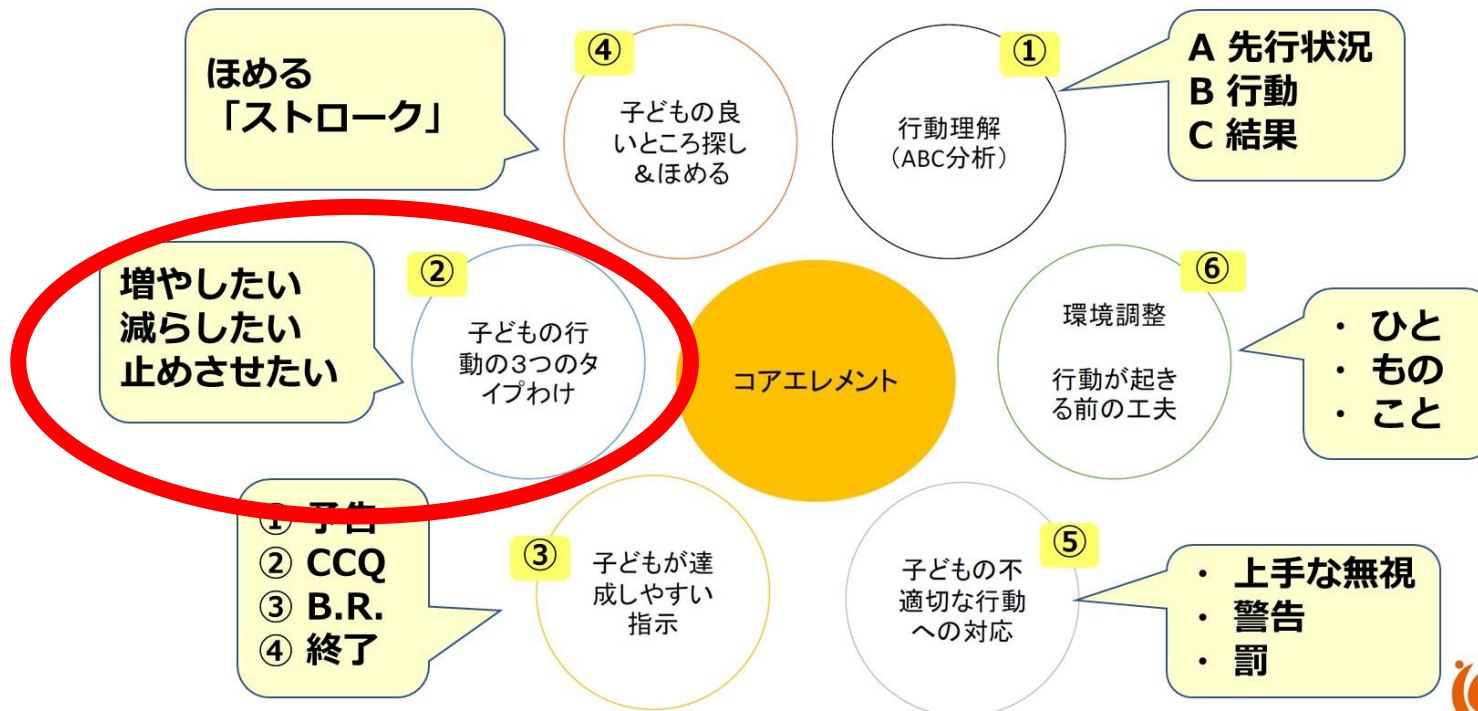 ほめる
「ストローク」
④
子どもの良
いところ探し
&ほめる
①
行動理解
（ABC分析）
A 先行状況
B 行動
C 結果
増やしたい
減らしたい
止めさせたい
②
子どもの行
動の３つのタ
イプわけ
コアエレメント
⑥
環境調整
行動が起き
る前の工夫
・ ひと
・ もの
・ こと
① 予告
② CCQ
③ B.R.
④ 終了
③
子どもが達
成しやすい
指示
⑤
子どもの不
適切な行動
への対応
・ 上手な無視
・ 警告
・ 罰